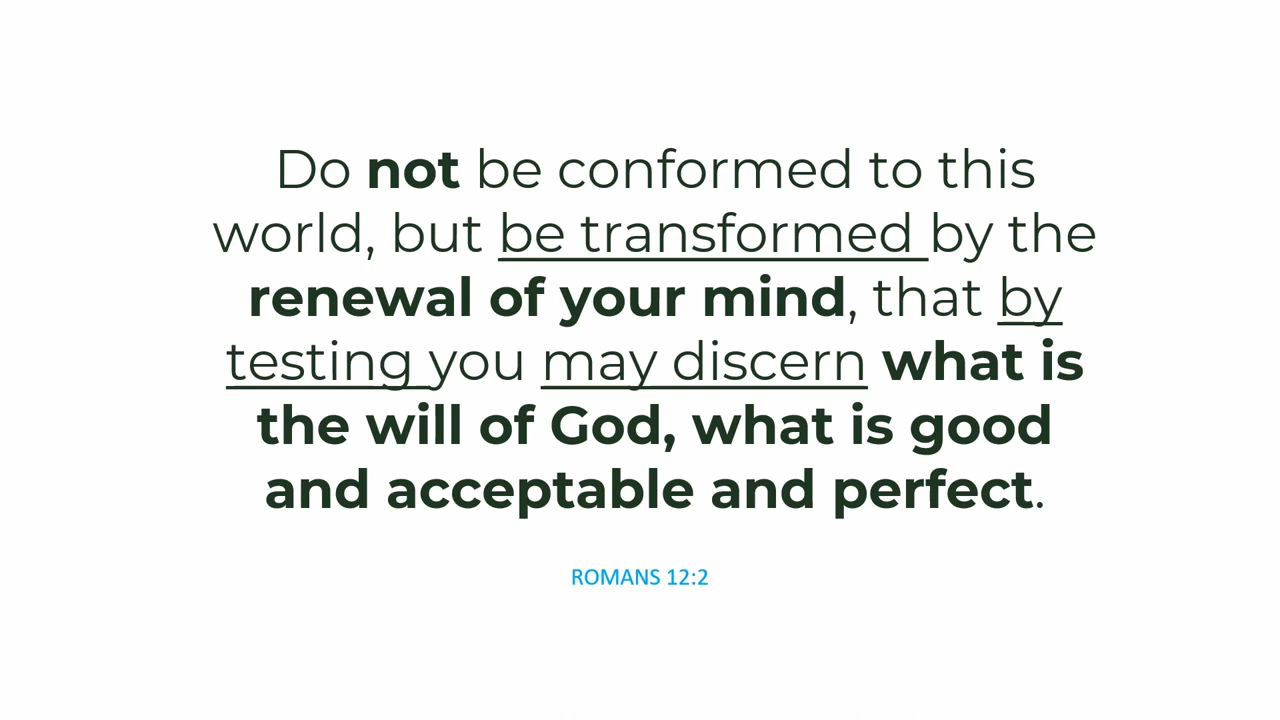 Do not be conformed to this
world, but be transformed by the
renewal of your mind, that by
testing you may discern what is
the will of God, what is good
and acceptable and perfect.
ROMANS 12:2